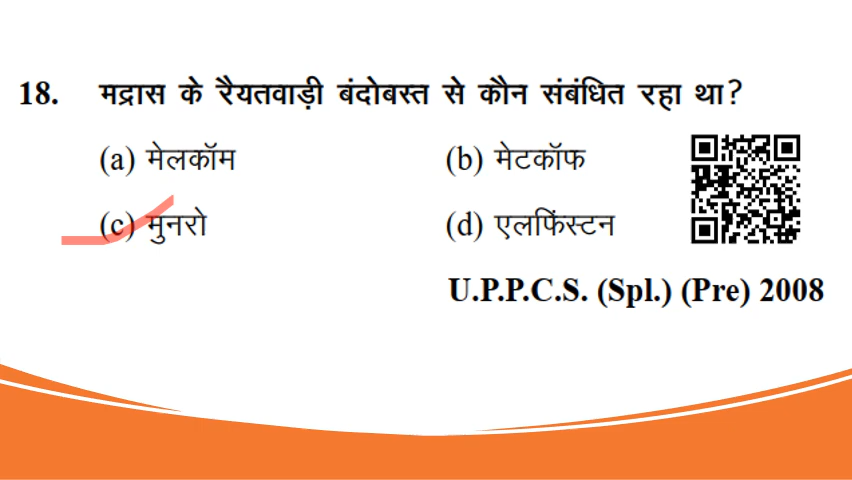 18. मद्रास के रैयतवाड़ी बंदोबस्त से कौन संबंधित रहा था?
(a) मेलकॉम (b) मेटकॉफ
(c) मुनरो (d) एलफिंस्टन
U.P.P.C.S. (Spl.) (Pre) 2008